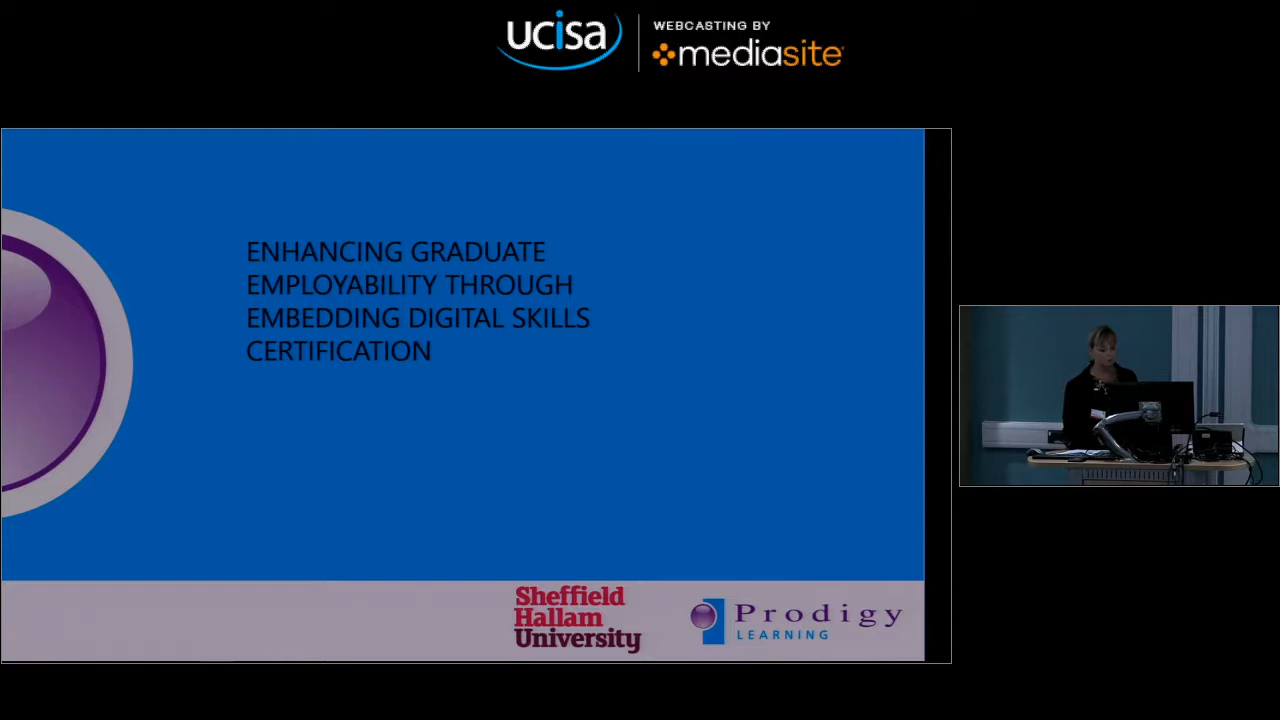 ucisa
WEBCASTING BY
mediasite
ENHANCING GRADUATE
EMPLOYABILITY THROUGH
EMBEDDING DIGITAL SKILLS
CERTIFICATION
Sheffield
Hallam
University
Prodigy
LEARNING